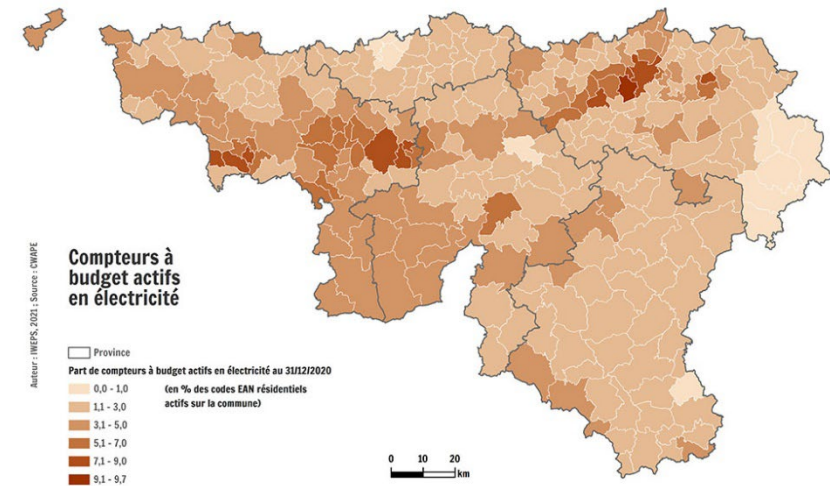 Compteurs à
budget actifs
en électricité
Auteur : IWEPS, 2021 ; Source : CWAPE
Province
Part de compteurs à budget actifs en électricité au 31/12/2020
(en % des codes EAN résidentiels
actifs sur la commune)
0,0 - 1,0
1,1 - 3,0
3,1 - 5,0
5,1 - 7,0
7,1 - 9,0
9,1 - 9,7
0 10 20
km